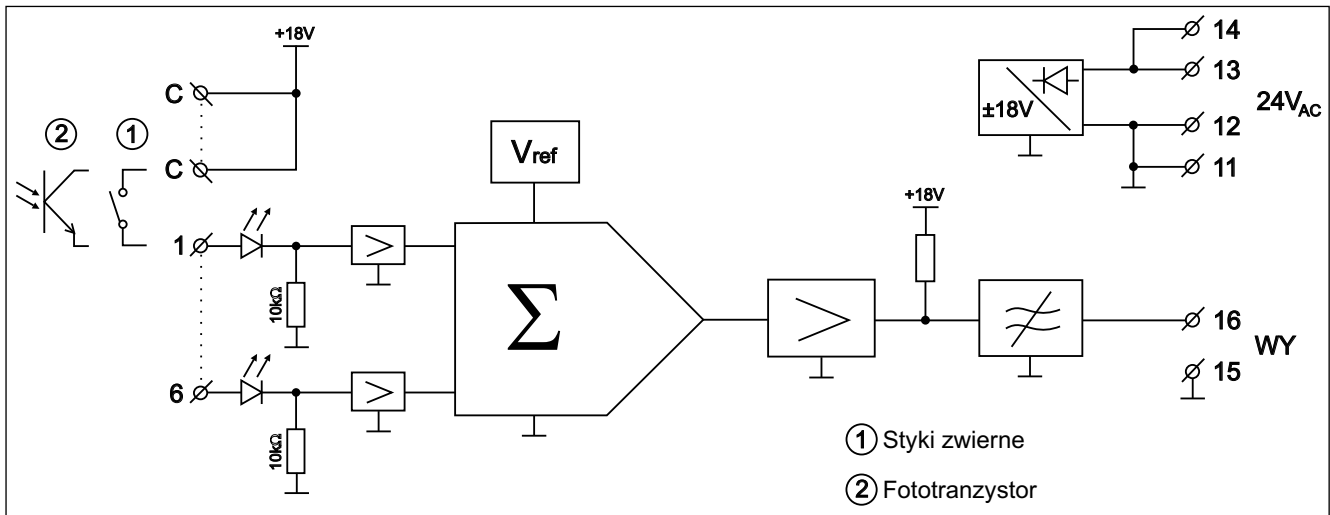 +18V
C
C
2
1
1
10kΩ
6
10kΩ
Vref
Σ
+18V
±18V
14
13
24VAC
12
11
16
WY
15
1 Styki zwierne
2 Fototranzystor